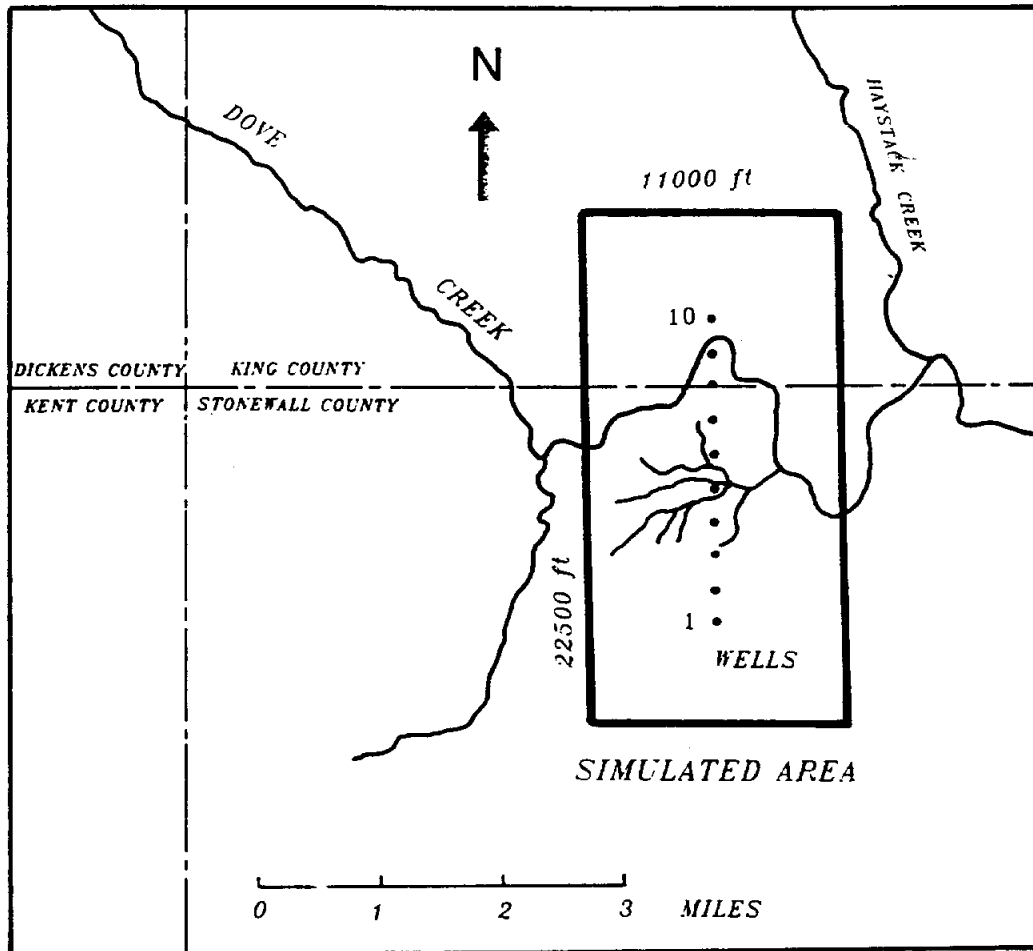 N
DOVE
CREEK
HAYSTACK CREEK
11000 ft
10
DICKENS COUNTY
KING COUNTY
KENT COUNTY
STONEWALL COUNTY
22500 ft
1
WELLS
SIMULATED AREA
0 1 2 3 MILES